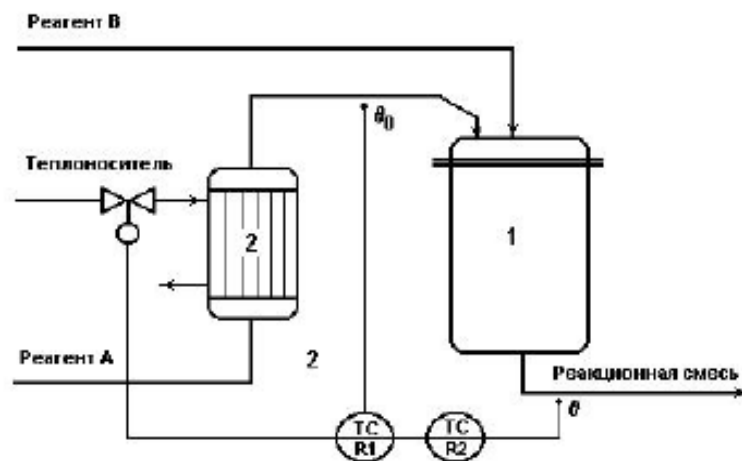 Реагент В
θ₀
Теплоноситель
2
1
Реагент А
2
Реакционная смесь
θ
TC
R1
TC
R2